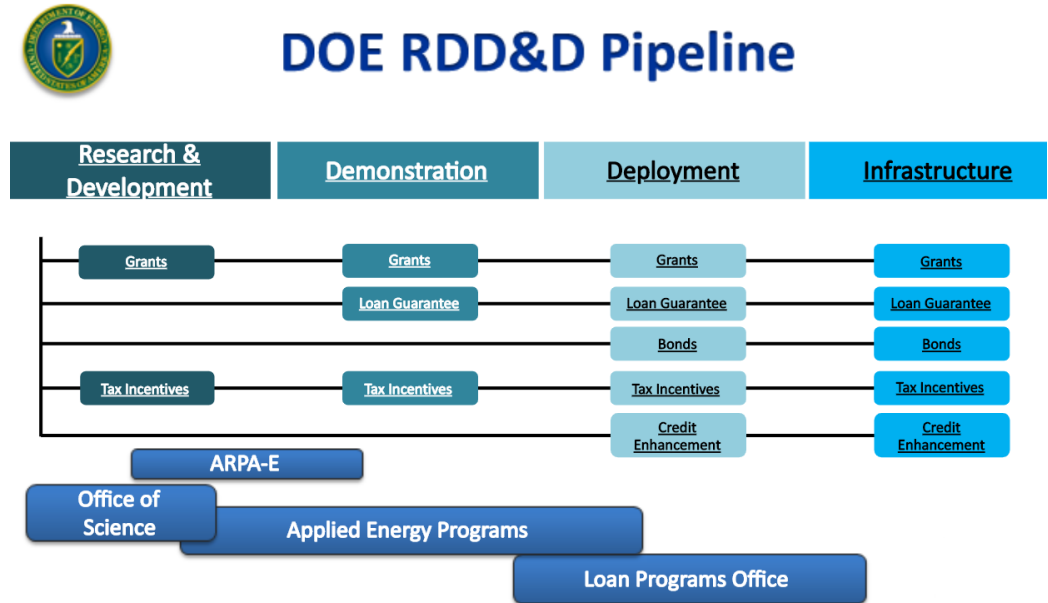 DOE RDD&D Pipeline
Research &
Development
Demonstration
Deployment
Infrastructure
Grants
Grants
Grants
Grants
Loan Guarantee
Loan Guarantee
Loan Guarantee
Bonds
Bonds
Tax Incentives
Tax Incentives
Tax Incentives
Tax Incentives
Credit
Enhancement
Credit
Enhancement
ARPA-E
Office of
Science
Applied Energy Programs
Loan Programs Office